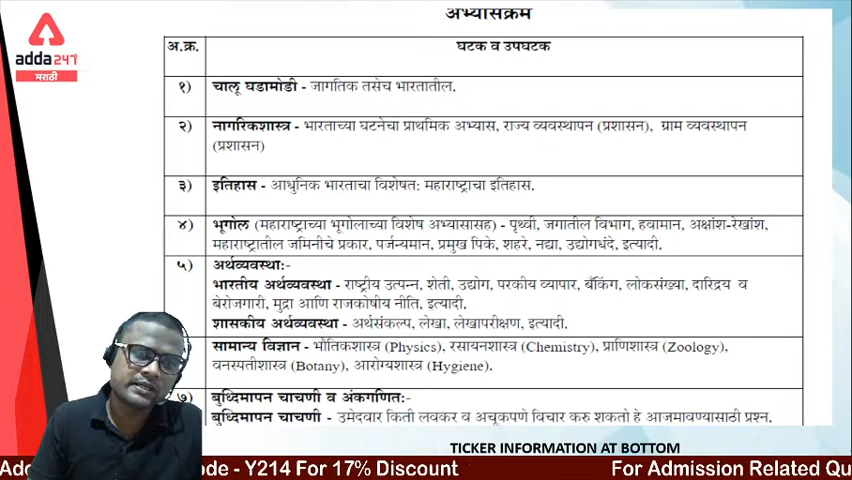 अभ्यासक्रम
adda247
मराठी
अ.क्र. घटक व उपघटक
१) चालू घडामोडी - जागतिक तसेच भारतातील.
२) नागरिकशास्त्र - भारताच्या घटनेचा प्राथमिक अभ्यास, राज्य व्यवस्थापन (प्रशासन), ग्राम व्यवस्थापन
(प्रशासन)
३) इतिहास - आधुनिक भारताचा विशेषत: महाराष्ट्राचा इतिहास.
४) भूगोल (महाराष्ट्राच्या भूगोलाच्या विशेष अभ्यासासह) - पृथ्वी, जगातील विभाग, हवामान, अक्षांश-रेखांश,
महाराष्ट्रातील जमिनीचे प्रकार, पर्जन्यमान, प्रमुख पिके, शहरे, नद्या, उद्योगधंदे, इत्यादी.
५) अर्थव्यवस्था:-
भारतीय अर्थव्यवस्था - राष्ट्रीय उत्पन्न, शेती, उद्योग, परकीय व्यापार, बँकिंग, लोकसंख्या, दारिद्रय व
बेरोजगारी, मुद्रा आणि राजकोषीय नीति, इत्यादी.
शासकीय अर्थव्यवस्था - अर्थसंकल्प, लेखा, लेखापरीक्षण, इत्यादी.
सामान्य विज्ञान - भौतिकशास्त्र (Physics), रसायनशास्त्र (Chemistry), प्राणिशास्त्र (Zoology),
वनस्पतीशास्त्र (Botany), आरोग्यशास्त्र (Hygiene).
७) बुध्दिमापन चाचणी व अंकगणित:-
बुध्दिमापन चाचणी - उमेदवार किती लवकर व अचूकपणे विचार करु शकतो हे आजमावण्यासाठी प्रश्न.
TICKER INFORMATION AT BOTTOM
ode - Y214 For 17% Discount For Admission Related Qu